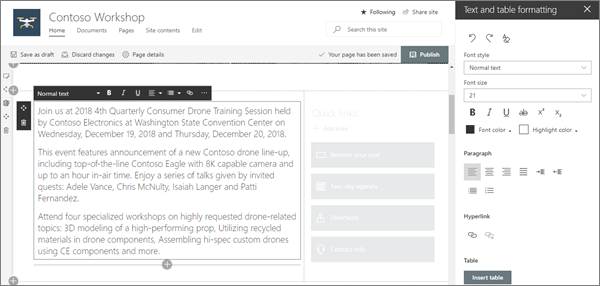 Contoso Workshop
Home Documents Pages Site contents Edit
Following Share site
Search this site
Save as draft Discard changes Page details
Your page has been saved Publish
Normal text B I U
Join us at 2018 4th Quarterly Consumer Drone Training Session held
by Contoso Electronics at Washington State Convention Center on
Wednesday, December 19, 2018 and Thursday, December 20, 2018.
This event features announcement of a new Contoso drone line-up,
including top-of-the-line Contoso Eagle with 8K capable camera and
up to an hour in-air time. Enjoy a series of talks given by invited
guests: Adele Vance, Chris McNulty, Isaiah Langer and Patti
Fernandez.
Attend four specialized workshops on highly requested drone-related
topics: 3D modeling of a high-performing prop, Utilizing recycled
materials in drone components, Assembling hi-spec custom drones
using CE components and more.
Quick links
Add links
Reserve your seat
Two-day agenda
Directions
Contact info
Text and table formatting
Font style
Normal text
Font size
21
B I U ab x² x₂
Font color Highlight color
Paragraph
Hyperlink
Table
Insert table